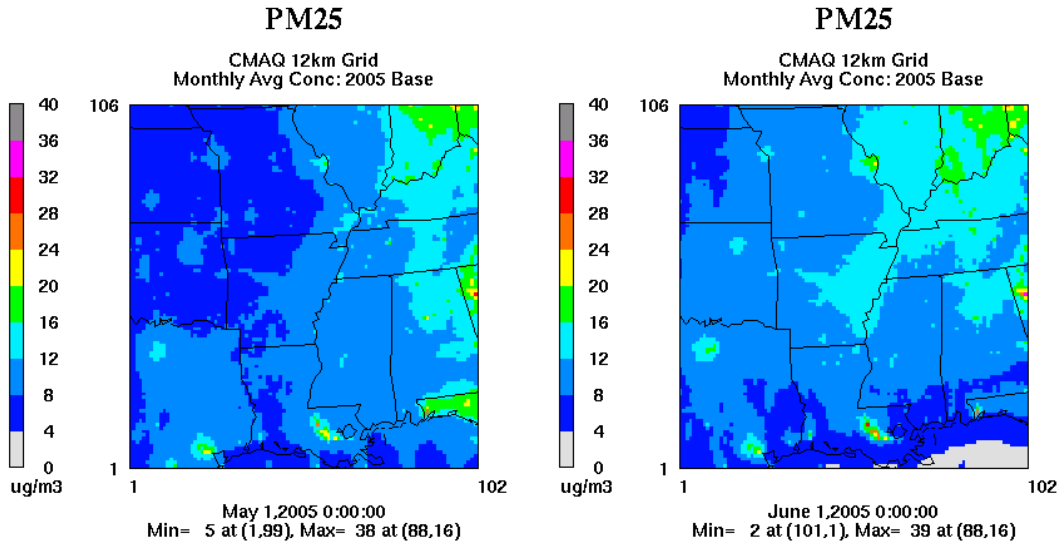 PM25
CMAQ 12km Grid
Monthly Avg Conc: 2005 Base
40
36
32
28
24
20
16
12
8
4
0
ug/m3
106
1
1
102
May 1,2005 0:00:00
Min=   5 at (1,99), Max=  38 at (88,16)
PM25
CMAQ 12km Grid
Monthly Avg Conc: 2005 Base
40
36
32
28
24
20
16
12
8
4
0
ug/m3
106
1
1
102
June 1,2005 0:00:00
Min=   2 at (101,1), Max=  39 at (88,16)